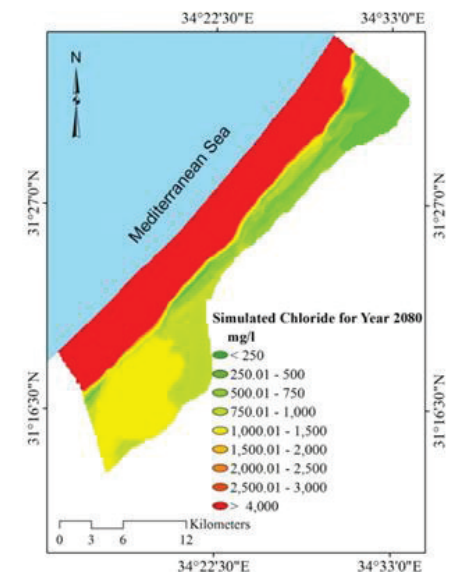 34°22'30"E 34°33'0"E
N
Mediterranean Sea
31°27'0"N 31°27'0"N
31°16'30"N 31°16'30"N
Simulated Chloride for Year 2080
mg/l
< 250
250.01 - 500
500.01 - 750
750.01 - 1,000
1,000.01 - 1,500
1,500.01 - 2,000
2,000.01 - 2,500
2,500.01 - 3,000
> 4,000
Kilometers
0 3 6 12
34°22'30"E 34°33'0"E